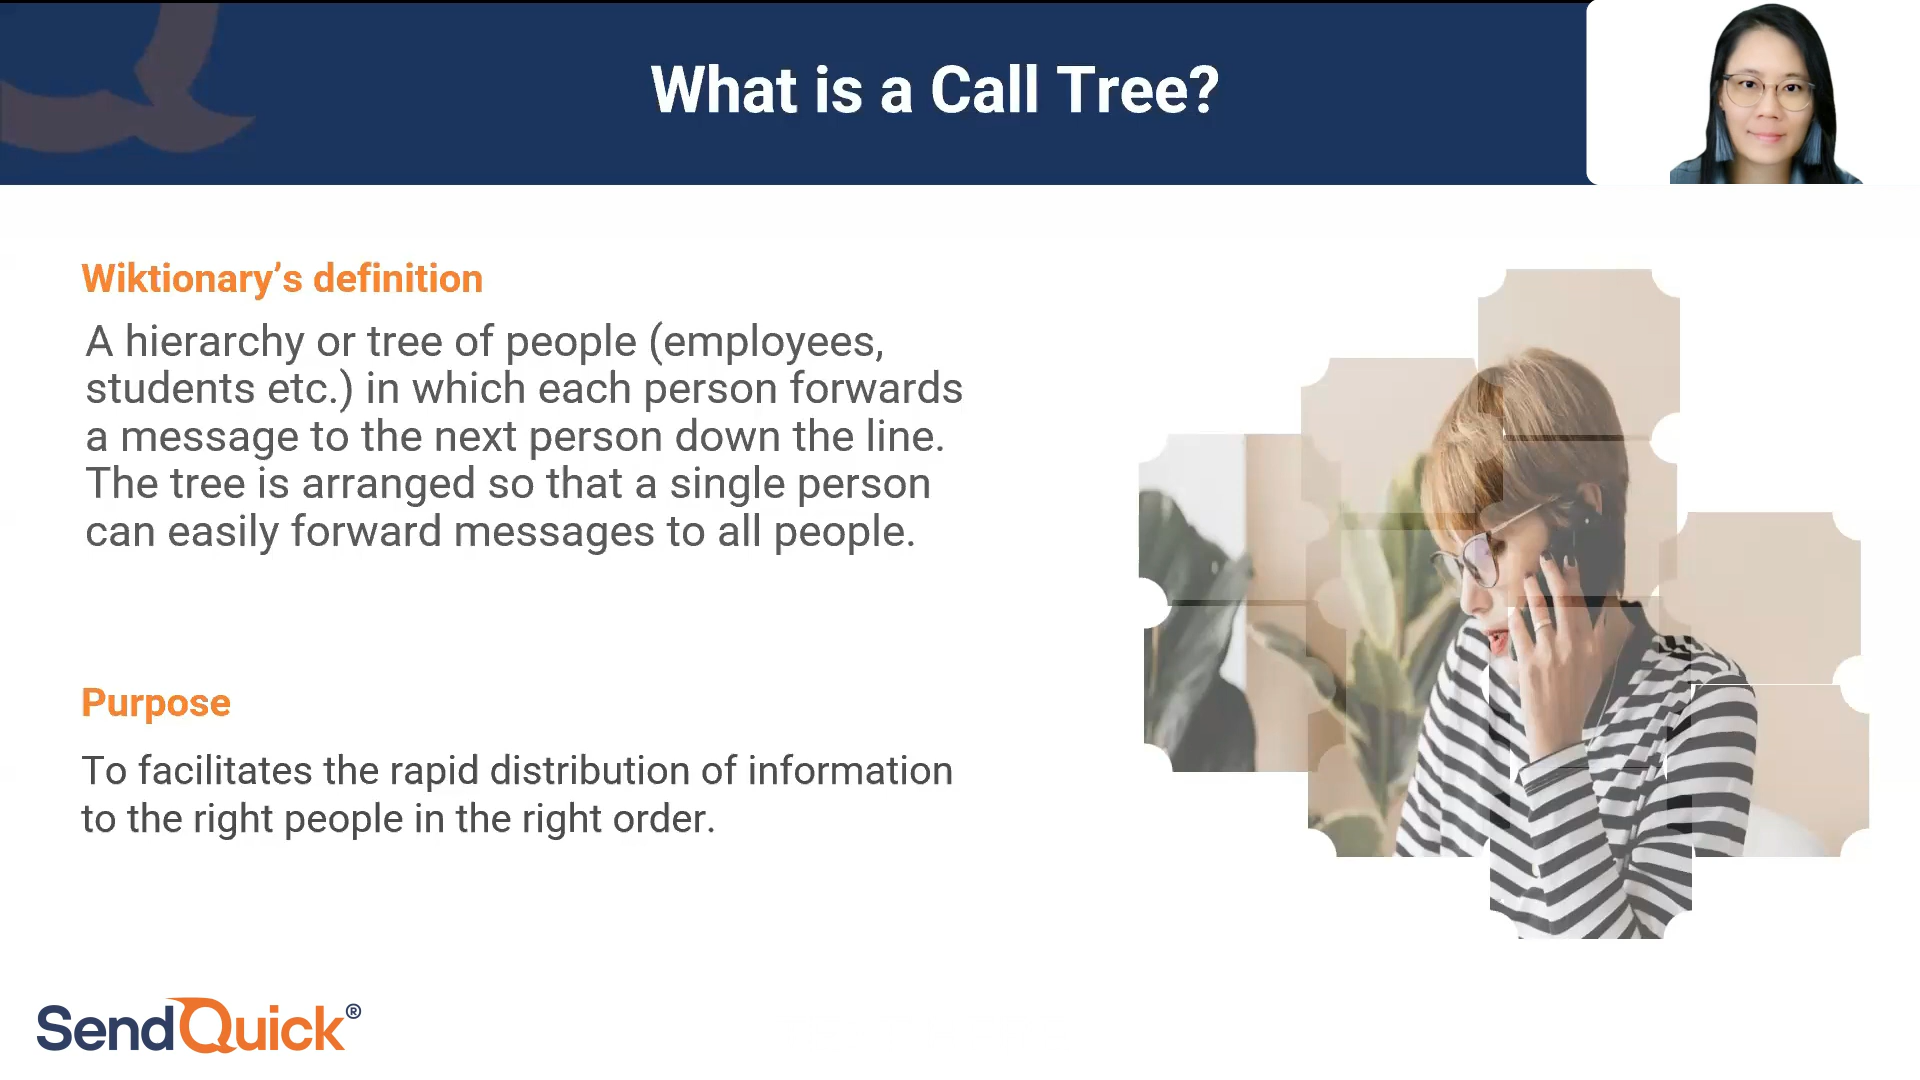 What is a Call Tree?
Wiktionary’s definition
A hierarchy or tree of people (employees,
students etc.) in which each person forwards
a message to the next person down the line.
The tree is arranged so that a single person
can easily forward messages to all people.
Purpose
To facilitates the rapid distribution of information
to the right people in the right order.
SendQuick®